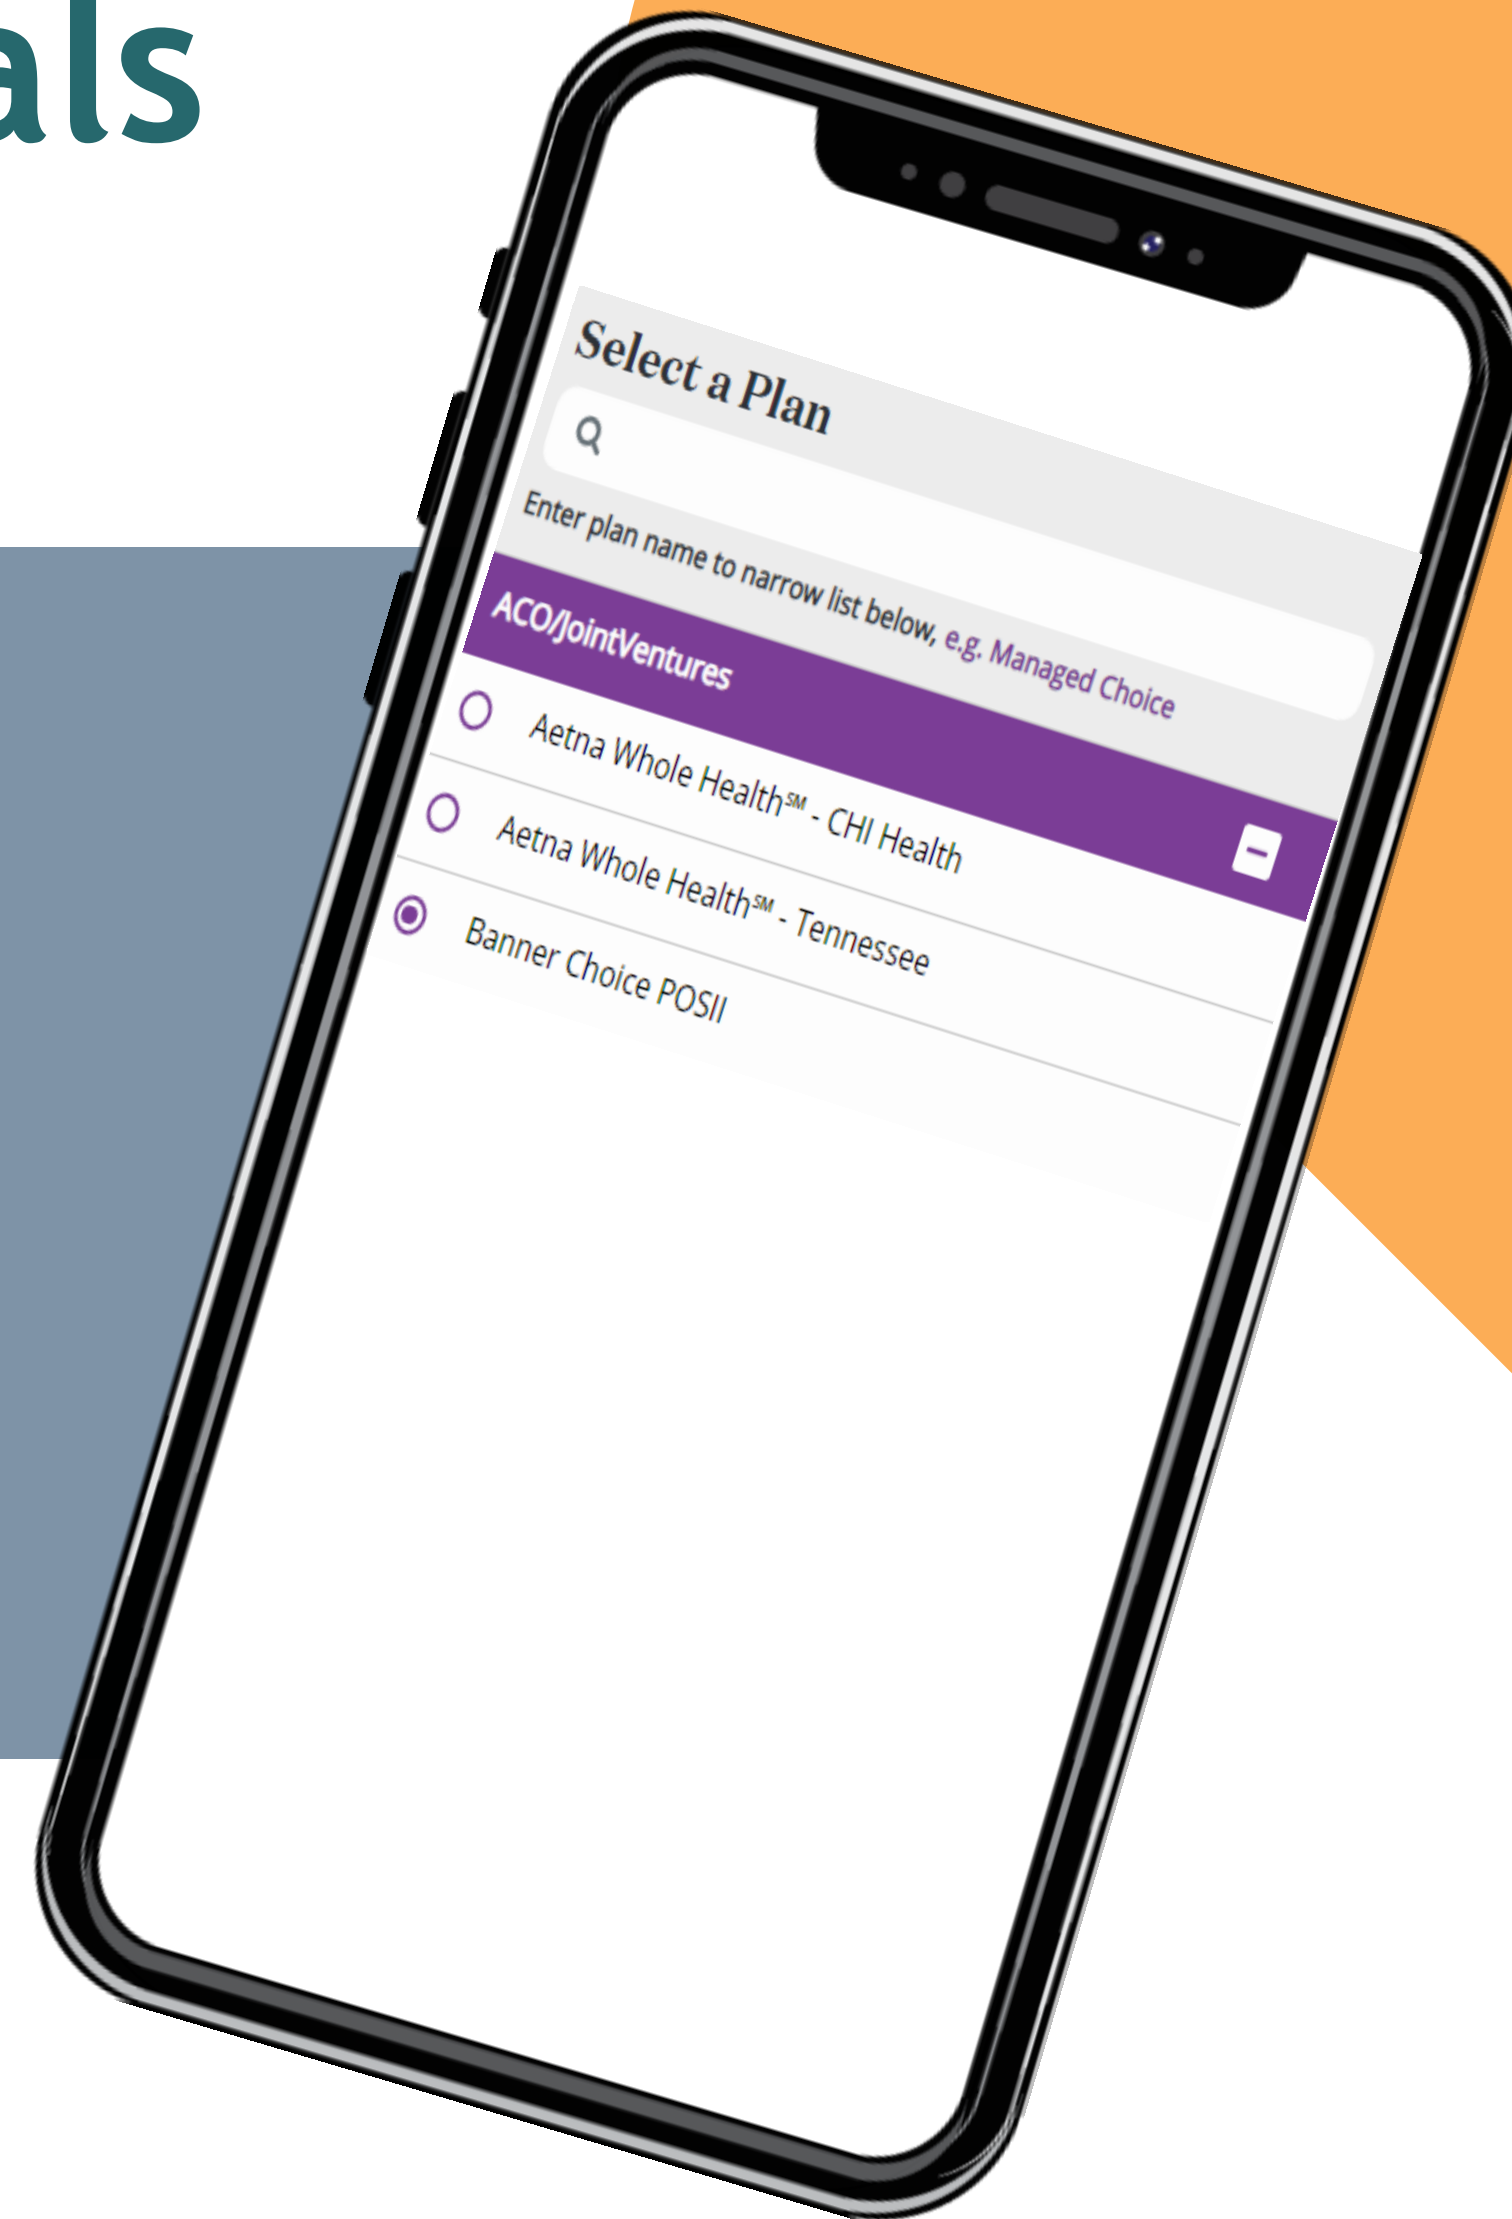 als
Select a Plan
Enter plan name to narrow list below, e.g. Managed Choice
ACO/JointVentures
Aetna Whole Health℠ - CHI Health
Aetna Whole Health℠ - Tennessee
Banner Choice POSII